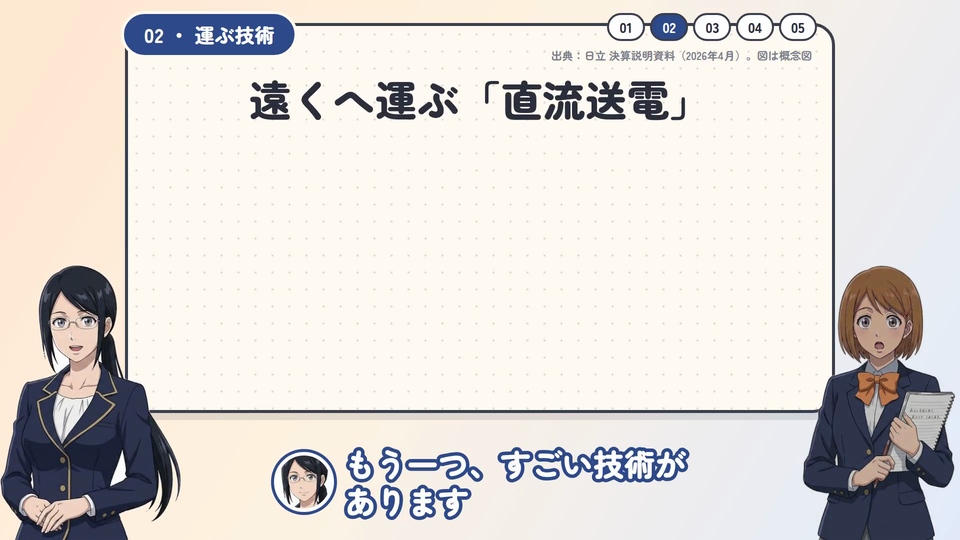 02 ・ 運ぶ技術
01 02 03 04 05
出典：日立 決算説明資料（2026年4月）。図は概念図
遠くへ運ぶ「直流送電」
もう一つ、すごい技術が
あります